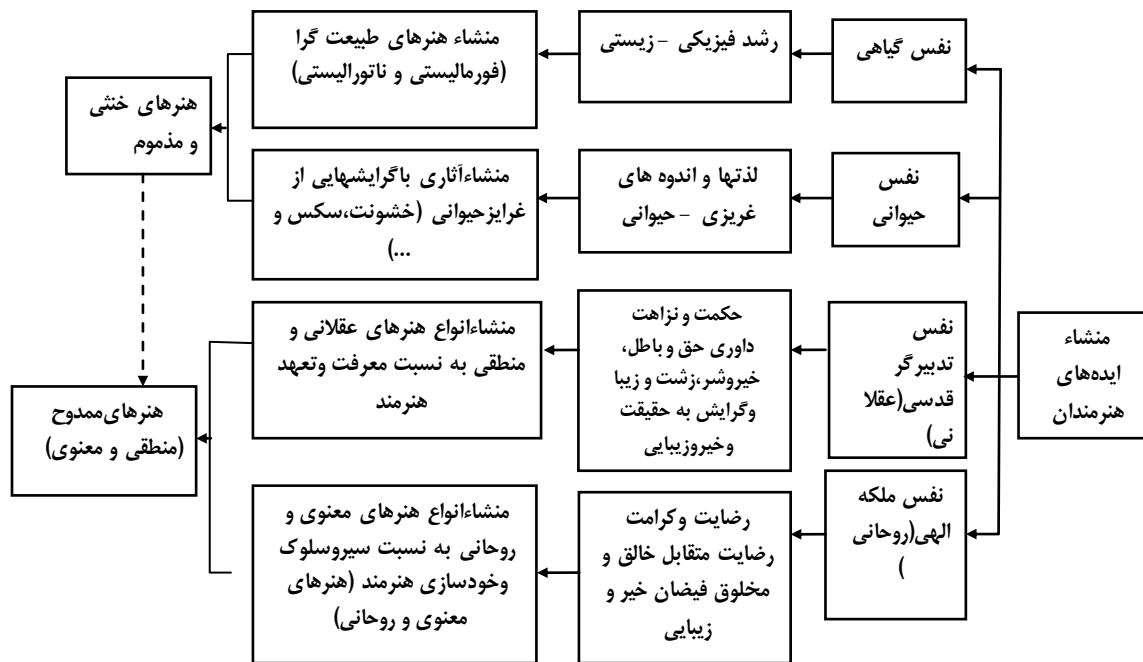 منشاء
ایده‌های
هنرمندان
نفس گیاهی
رشد فیزیکی – زیستی
منشاء هنرهای طبیعت گرا
(فورمالیستی و ناتورالیستی)
نفس
حیوانی
لذتها و اندوه های
غریزی – حیوانی
منشاءآثاری باگرایشهایی از
غرایزحیوانی (خشونت،سکس و
...)
هنرهای خنثی
و مذموم
نفس
تدبیرگر
قدسی(عقلا
نی)
حکمت و نزاهت
داوری حق و باطل،
خیروشر،زشت و زیبا
وگرایش به حقیقت
وخیروزیبایی
منشاءانواع هنرهای عقلانی و
منطقی به نسبت معرفت وتعهد
هنرمند
نفس ملکه
الهی(روحانی
)
رضایت وکرامت
رضایت متقابل خالق و
مخلوق فیضان خیر و
زیبایی
منشاءانواع هنرهای معنوی و
روحانی به نسبت سیروسلوک
وخودسازی هنرمند (هنرهای
معنوی و روحانی)
هنرهای‌ممدوح
(منطقی و معنوی)